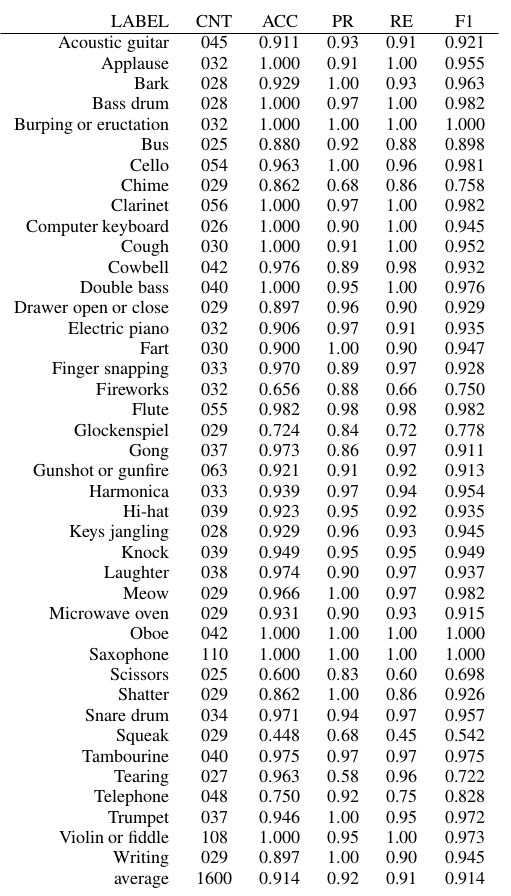 LABEL CNT ACC PR RE F1
Acoustic guitar 045 0.911 0.93 0.91 0.921
Applause 032 1.000 0.91 1.00 0.955
Bark 028 0.929 1.00 0.93 0.963
Bass drum 028 1.000 0.97 1.00 0.982
Burping or eructation 032 1.000 1.00 1.00 1.000
Bus 025 0.880 0.92 0.88 0.898
Cello 054 0.963 1.00 0.96 0.981
Chime 029 0.862 0.68 0.86 0.758
Clarinet 056 1.000 0.97 1.00 0.982
Computer keyboard 026 1.000 0.90 1.00 0.945
Cough 030 1.000 0.91 1.00 0.952
Cowbell 042 0.976 0.89 0.98 0.932
Double bass 040 1.000 0.95 1.00 0.976
Drawer open or close 029 0.897 0.96 0.90 0.929
Electric piano 032 0.906 0.97 0.91 0.935
Fart 030 0.900 1.00 0.90 0.947
Finger snapping 033 0.970 0.89 0.97 0.928
Fireworks 032 0.656 0.88 0.66 0.750
Flute 055 0.982 0.98 0.98 0.982
Glockenspiel 029 0.724 0.84 0.72 0.778
Gong 037 0.973 0.86 0.97 0.911
Gunshot or gunfire 063 0.921 0.91 0.92 0.913
Harmonica 033 0.939 0.97 0.94 0.954
Hi-hat 039 0.923 0.95 0.92 0.935
Keys jangling 028 0.929 0.96 0.93 0.945
Knock 039 0.949 0.95 0.95 0.949
Laughter 038 0.974 0.90 0.97 0.937
Meow 029 0.966 1.00 0.97 0.982
Microwave oven 029 0.931 0.90 0.93 0.915
Oboe 042 1.000 1.00 1.00 1.000
Saxophone 110 1.000 1.00 1.00 1.000
Scissors 025 0.600 0.83 0.60 0.698
Shatter 029 0.862 1.00 0.86 0.926
Snare drum 034 0.971 0.94 0.97 0.957
Squeak 029 0.448 0.68 0.45 0.542
Tambourine 040 0.975 0.97 0.97 0.975
Tearing 027 0.963 0.58 0.96 0.722
Telephone 048 0.750 0.92 0.75 0.828
Trumpet 037 0.946 1.00 0.95 0.972
Violin or fiddle 108 1.000 0.95 1.00 0.973
Writing 029 0.897 1.00 0.90 0.945
average 1600 0.914 0.92 0.91 0.914